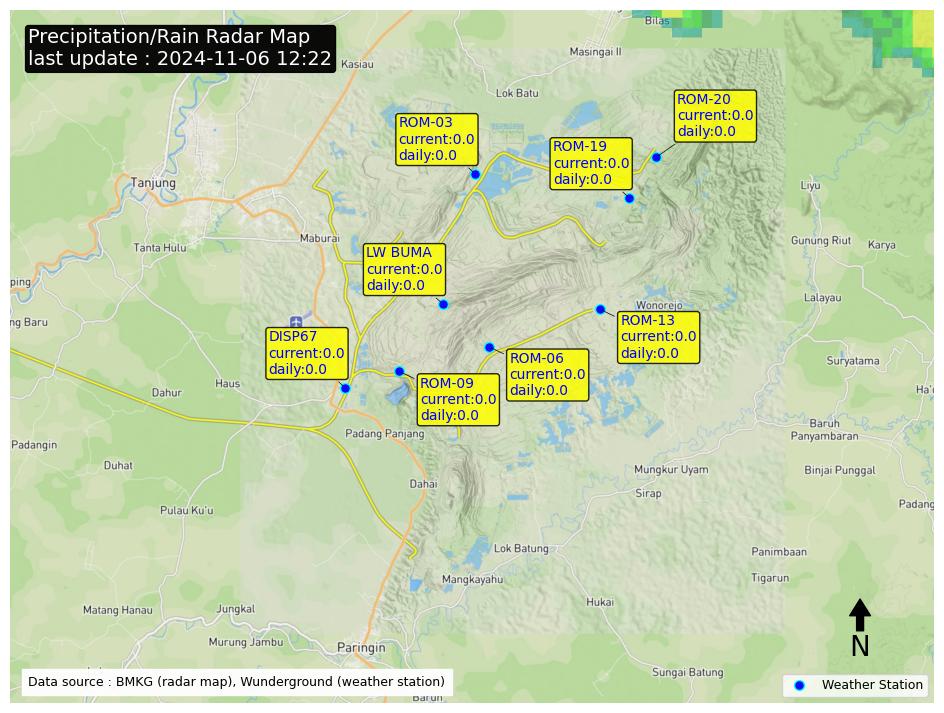 Precipitation/Rain Radar Map
last update : 2024-11-06 12:22
Bilas
Masingai II
Kasiau
Lok Batu
ROM-20
current:0.0
daily:0.0
ROM-03
current:0.0
daily:0.0
ROM-19
current:0.0
daily:0.0
Tanjung
Liyu
Maburai
Tanta Hulu
Gunung Riut
Karya
LW BUMA
current:0.0
daily:0.0
ping
Lalayau
Wonorejo
ng Baru
ROM-13
current:0.0
daily:0.0
DISP67
current:0.0
daily:0.0
ROM-06
current:0.0
daily:0.0
Suryatama
ROM-09
current:0.0
daily:0.0
Haus
Dahur
Ha'
Baruh
Panyambaran
Padang Panjang
Padangin
Duhat
Mungkur Uyam
Binjai Punggal
Dahai
Sirap
Padang
Pulau Ku'u
Lok Batung
Panimbaan
Mangkayahu
Tigarun
Hukai
Matang Hanau
Jungkal
Murung Jambu
Paringin
N
Sungai Batung
Data source : BMKG (radar map), Wunderground (weather station)
Weather Station
Barun